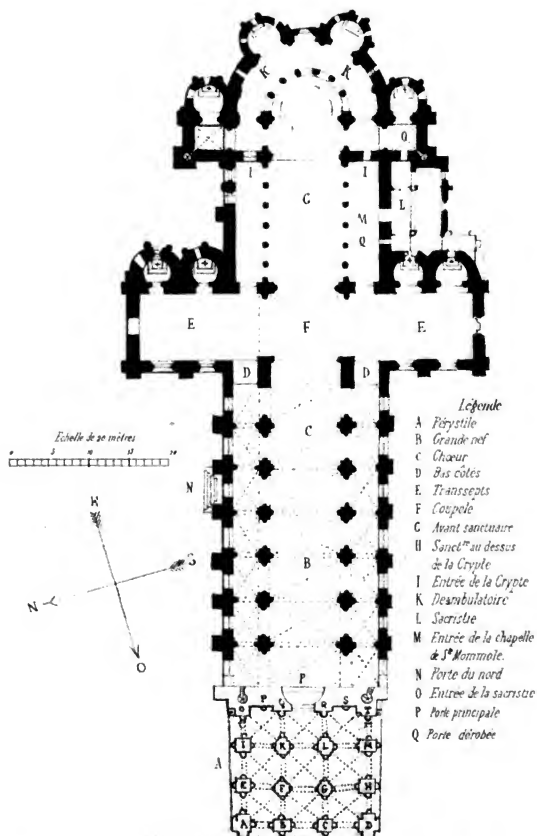 K K
O
I I
G
L
M
Q
E F E
D D
C
Echelle de 20 mètres
0 5 10 15 20
N
E
S
N
O
B
P
Légende
A Pérystile
B Grande nef
C Chœur
D Bas côtés
E Transsepts
F Coupole
G Avant sanctuaire
H Sanct.re au dessus
de la Crypte
I Entrée de la Crypte
K Deambulatoire
L Sacristie
M Entrée de la chapelle
de Ste Mommole.
N Porte du nord
O Entrée de la sacristie
P Porte principale
Q Porte dérobée
P S
I K L M
A
E F G H
A B C D